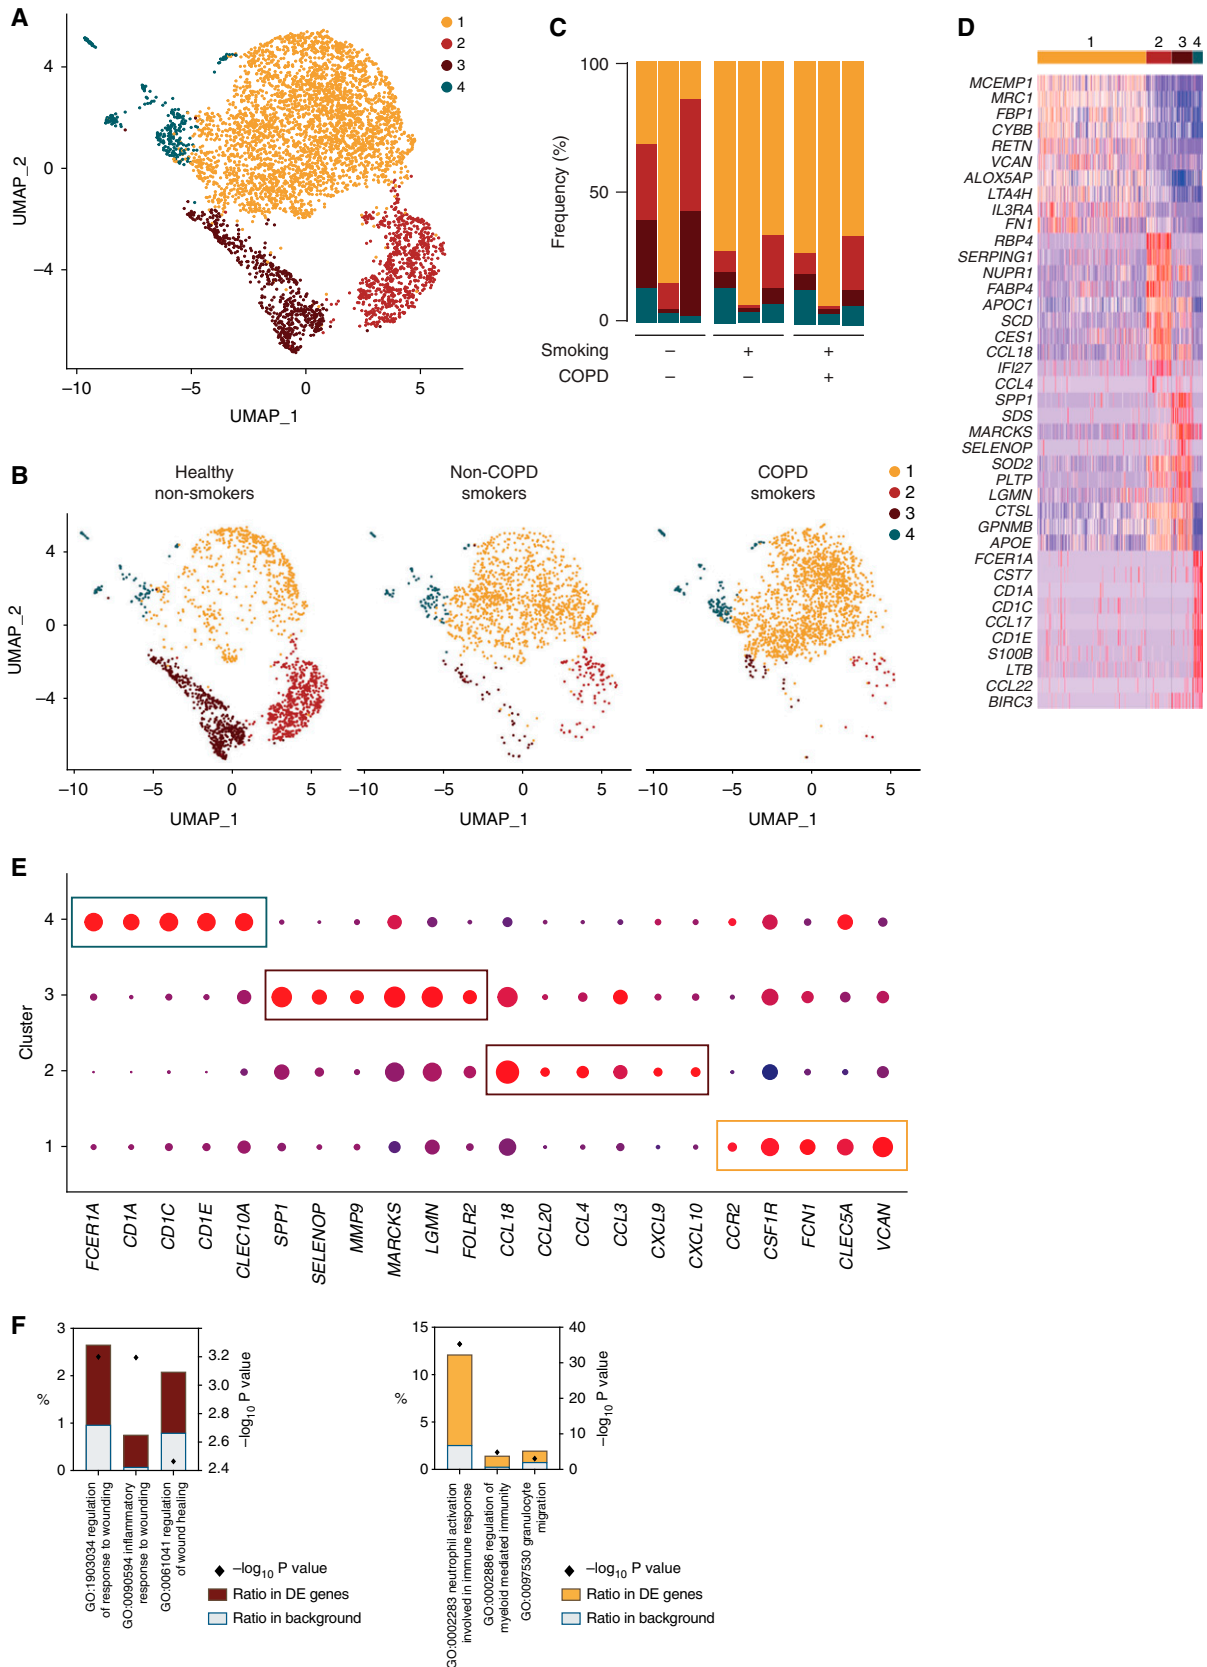 A
1
2
3
4
4
0
−4
UMAP_2
−10
−5
0
5
UMAP_1
B
Healthy
non-smokers
Non-COPD
smokers
COPD
smokers
1
2
3
4
4
0
−4
UMAP_2
−10
−5
0
5
−10
−5
0
5
−10
−5
0
5
UMAP_1
UMAP_1
UMAP_1
C
100
50
0
Frequency (%)
Smoking − + +
COPD − − +
D
1 2 3 4
MCEMP1
MRC1
FBP1
CYBB
RETN
VCAN
ALOX5AP
LTA4H
IL3RA
FN1
RBP4
SERPING1
NUPR1
FABP4
APOC1
SCD
CES1
CCL18
IFI27
CCL4
SPP1
SDS
MARCKS
SELENOP
SOD2
PLTP
LGMN
CTSL
GPNMB
APOE
FCER1A
CST7
CD1A
CD1C
CCL17
CD1E
S100B
LTB
CCL22
BIRC3
E
4
3
2
1
Cluster
FCER1A
CD1A
CD1C
CD1E
CLEC10A
SPP1
SELENOP
MMP9
MARCKS
LGMN
FOLR2
CCL18
CCL20
CCL4
CCL3
CXCL9
CXCL10
CCR2
CSF1R
FCN1
CLEC5A
VCAN
F
3
2
1
0
%
3.2
3.0
2.8
2.6
2.4
−log10 P value
GO:1903034 regulation
of response to wounding
GO:0090594 inflammatory
response to wounding
GO:0061041 regulation
of wound healing
−log10 P value
Ratio in DE genes
Ratio in background
15
10
5
0
%
40
30
20
10
0
−log10 P value
GO:0002283 neutrophil activation
involved in immune response
GO:0002886 regulation of
myeloid mediated immunity
GO:0097530 granulocyte
migration
−log10 P value
Ratio in DE genes
Ratio in background